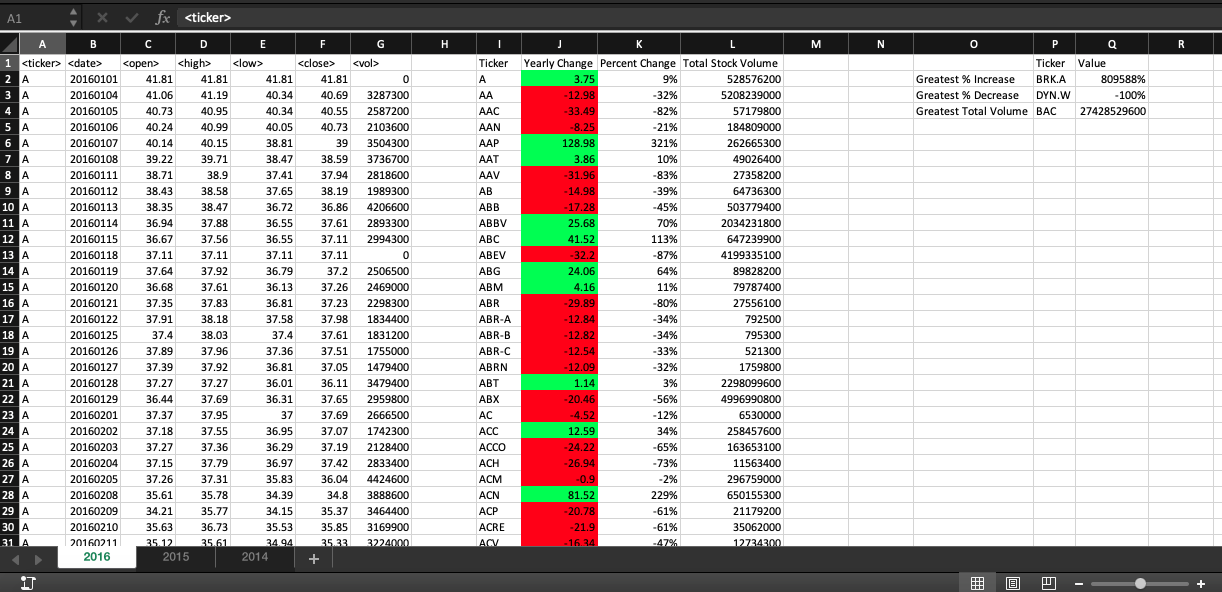 A1 fx <ticker>
A B C D E F G H I J K L M N O P Q R
1 <ticker> <date> <open> <high> <low> <close> <vol> Ticker Yearly Change Percent Change Total Stock Volume Ticker Value
2 A 20160101 41.81 41.81 41.81 41.81 0 A 3.75 9% 528576200 Greatest % Increase BRK.A 809588%
3 A 20160104 41.06 41.19 40.34 40.69 3287300 AA -12.98 -32% 5208239000 Greatest % Decrease DYN.W -100%
4 A 20160105 40.73 40.95 40.34 40.55 2587200 AAC -33.49 -82% 57179800 Greatest Total Volume BAC 27428529600
5 A 20160106 40.24 40.99 40.05 40.73 2103600 AAN -8.25 -21% 184809000
6 A 20160107 40.14 40.15 38.81 39 3504300 AAP 128.98 321% 262665300
7 A 20160108 39.22 39.71 38.47 38.59 3736700 AAT 3.86 10% 49026400
8 A 20160111 38.71 38.9 37.41 37.94 2818600 AAV -31.96 -83% 27358200
9 A 20160112 38.43 38.58 37.65 38.19 1989300 AB -14.98 -39% 64736300
10 A 20160113 38.35 38.47 36.72 36.86 4206600 ABB -17.28 -45% 503779400
11 A 20160114 36.94 37.88 36.55 37.61 2893300 ABBV 25.68 70% 2034231800
12 A 20160115 36.67 37.56 36.55 37.11 2994300 ABC 41.52 113% 647239900
13 A 20160118 37.11 37.11 37.11 37.11 0 ABEV -32.2 -87% 4199335100
14 A 20160119 37.64 37.92 36.79 37.2 2506500 ABG 24.06 64% 89828200
15 A 20160120 36.68 37.61 36.13 37.26 2469000 ABM 4.16 11% 79787400
16 A 20160121 37.35 37.83 36.81 37.23 2298300 ABR -29.89 -80% 27556100
17 A 20160122 37.91 38.18 37.58 37.98 1834400 ABR-A -12.84 -34% 792500
18 A 20160125 37.4 38.03 37.4 37.61 1831200 ABR-B -12.82 -34% 795300
19 A 20160126 37.89 37.96 37.36 37.51 1755000 ABR-C -12.54 -33% 521300
20 A 20160127 37.39 37.92 36.81 37.05 1479400 ABRN -12.09 -32% 1759800
21 A 20160128 37.27 37.27 36.01 36.11 3479400 ABT 1.14 3% 2298099600
22 A 20160129 36.44 37.69 36.31 37.65 2959800 ABX -20.46 -56% 4996990800
23 A 20160201 37.37 37.95 37 37.69 2666500 AC -4.52 -12% 6530000
24 A 20160202 37.18 37.55 36.95 37.07 1742300 ACC 12.59 34% 258457600
25 A 20160203 37.27 37.36 36.29 37.19 2128400 ACCO -24.22 -65% 163653100
26 A 20160204 37.15 37.79 36.97 37.42 2833400 ACH -26.94 -73% 11563400
27 A 20160205 37.26 37.31 35.83 36.04 4424600 ACM -0.9 -2% 296759000
28 A 20160208 35.61 35.78 34.39 34.8 3888600 ACN 81.52 229% 650155300
29 A 20160209 34.21 35.77 34.15 35.37 3464400 ACP -20.78 -61% 21179200
30 A 20160210 35.63 36.73 35.53 35.85 3169900 ACRE -21.9 -61% 35062000
31 A 20160211 35.12 35.61 34.94 35.33 3224000 ACV -16.34 -47% 12734300
2016 2015 2014 +